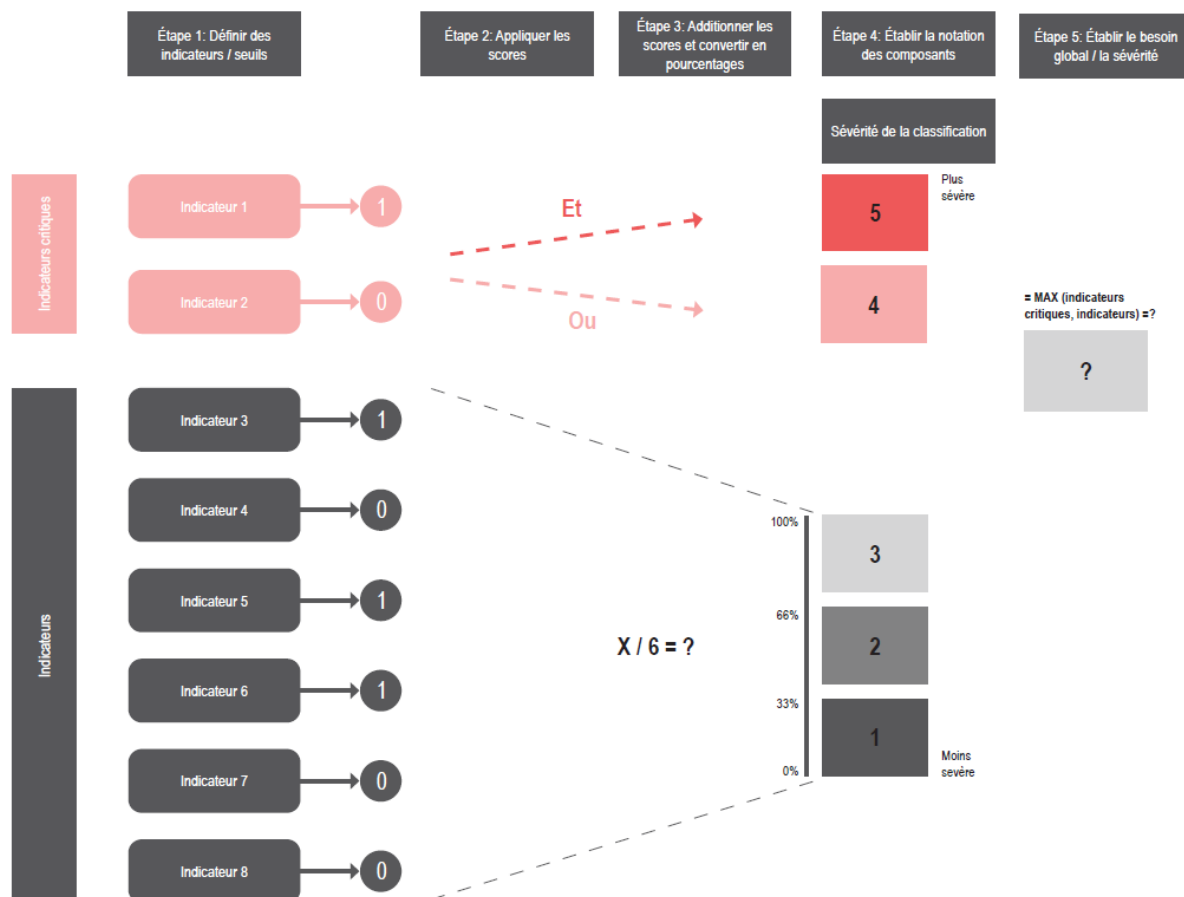 Étape 1: Définir des
indicateurs / seuils
Étape 2: Appliquer les
scores
Étape 3: Additionner les
scores et convertir en
pourcentages
Étape 4: Établir la notation
des composants
Étape 5: Établir le besoin
global / la sévérité
Sévérité de la classification
Indicateurs critiques
Indicateur 1
1
Indicateur 2
0
Et
Ou
5
Plus
sévère
4
= MAX (indicateurs
critiques, indicateurs) =?
?
Indicateurs
Indicateur 3
1
Indicateur 4
0
Indicateur 5
1
Indicateur 6
1
Indicateur 7
0
Indicateur 8
0
X / 6 = ?
100%
66%
33%
0%
3
2
1
Moins
sevère